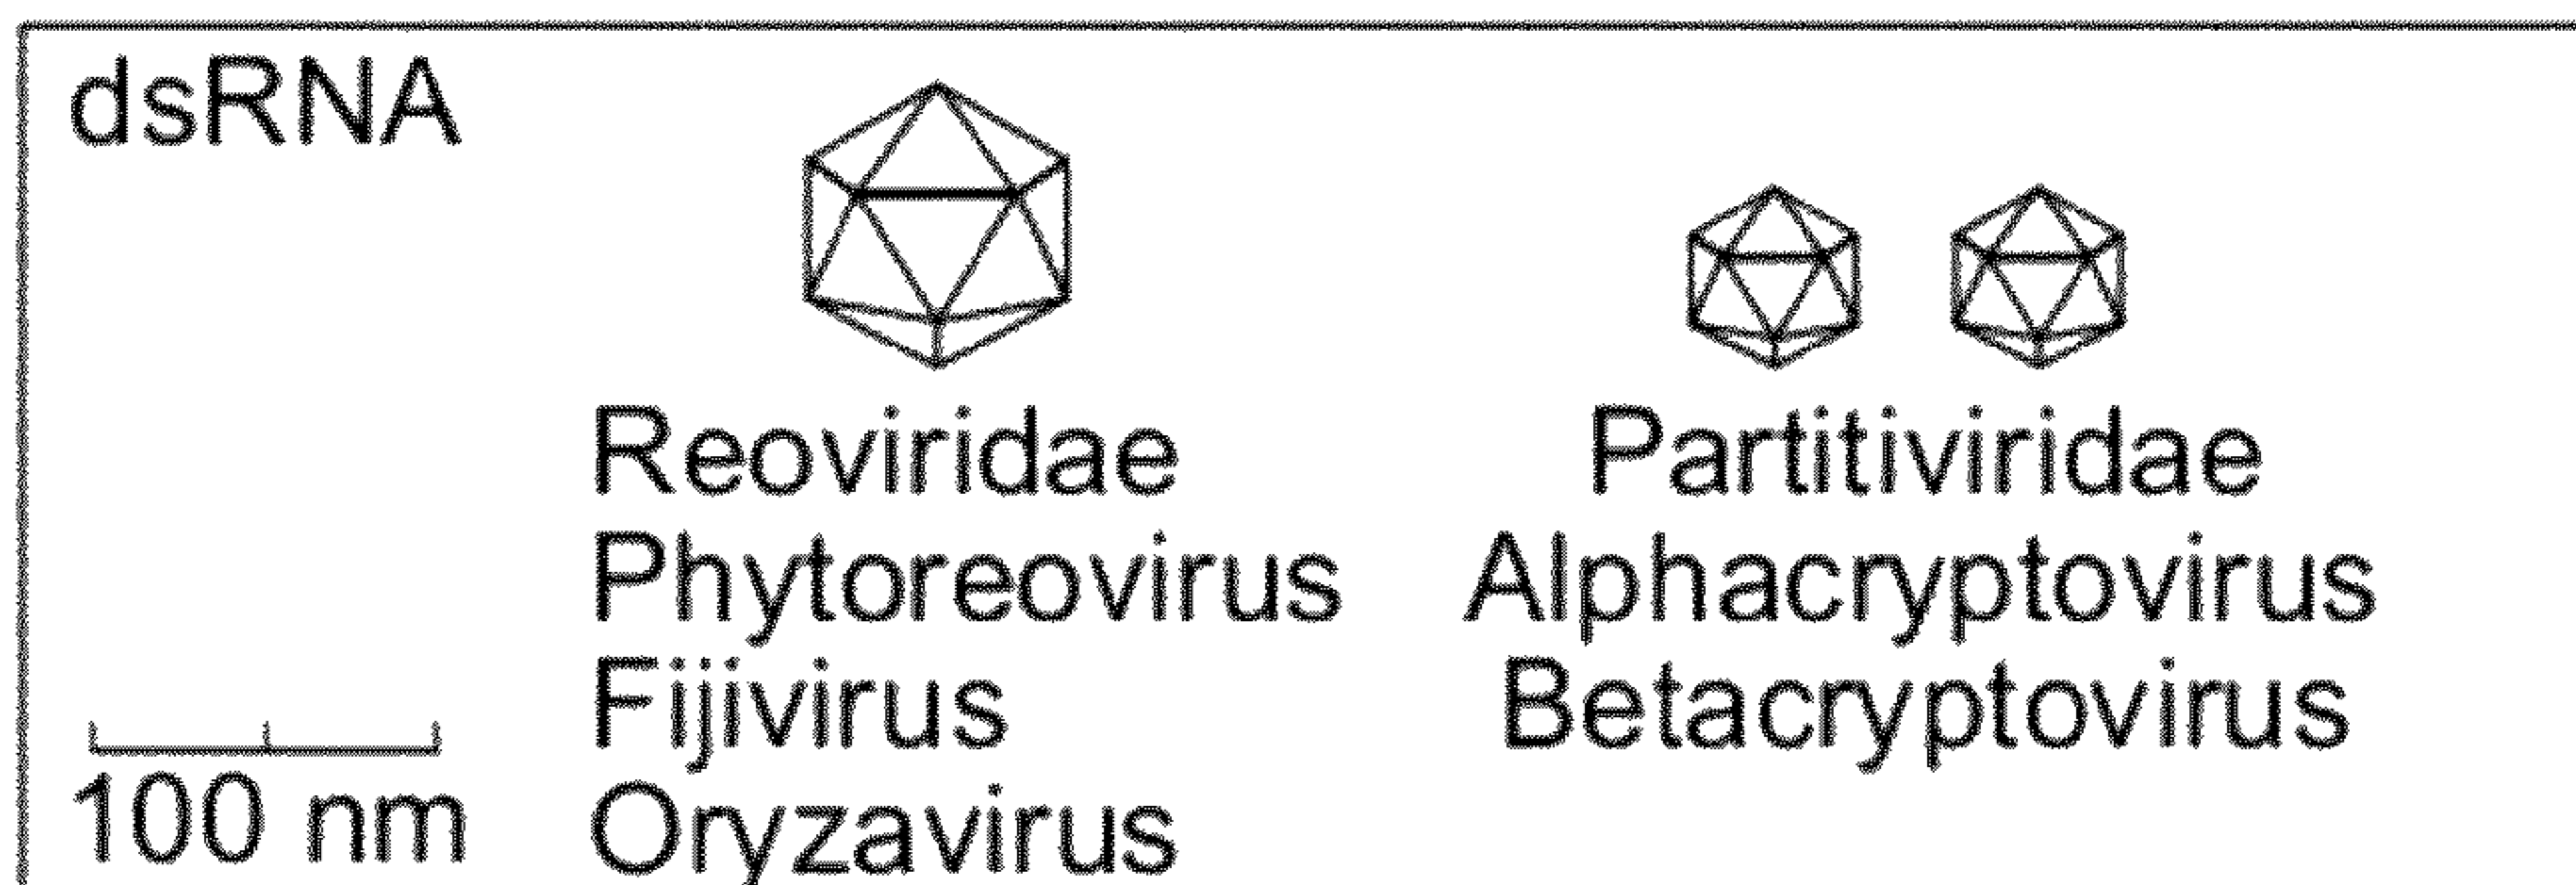 dsRNA
Reoviridae
Phytoreovirus
Fijivirus
Oryzavirus
Partitiviridae
Alphacryptovirus
Betacryptovirus
100 nm